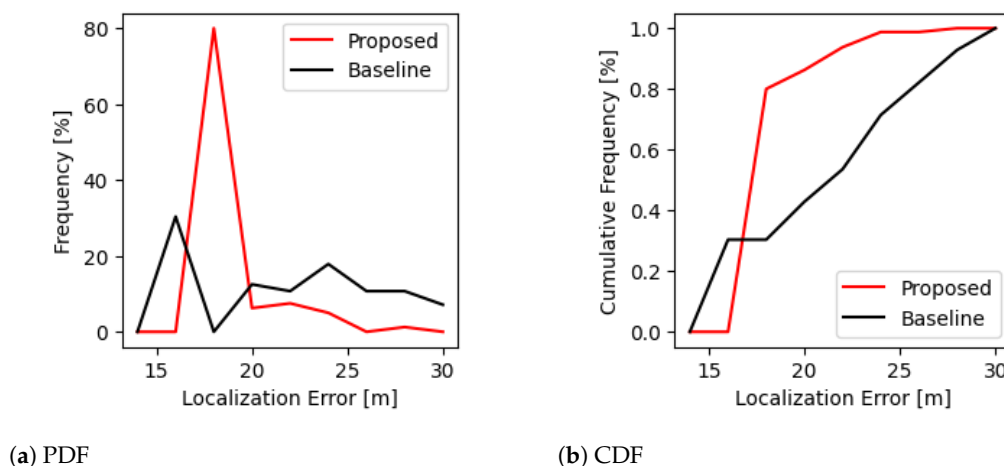 80
60
40
20
0
Frequency [%]
Proposed
Baseline
15 20 25 30
Localization Error [m]
(a) PDF
1.0
0.8
0.6
0.4
0.2
0.0
Cumulative Frequency [%]
Proposed
Baseline
15 20 25 30
Localization Error [m]
(b) CDF